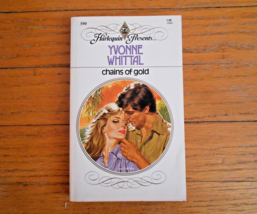 Harlequin Presents...
YVONNE
WHITTAL
chains of gold